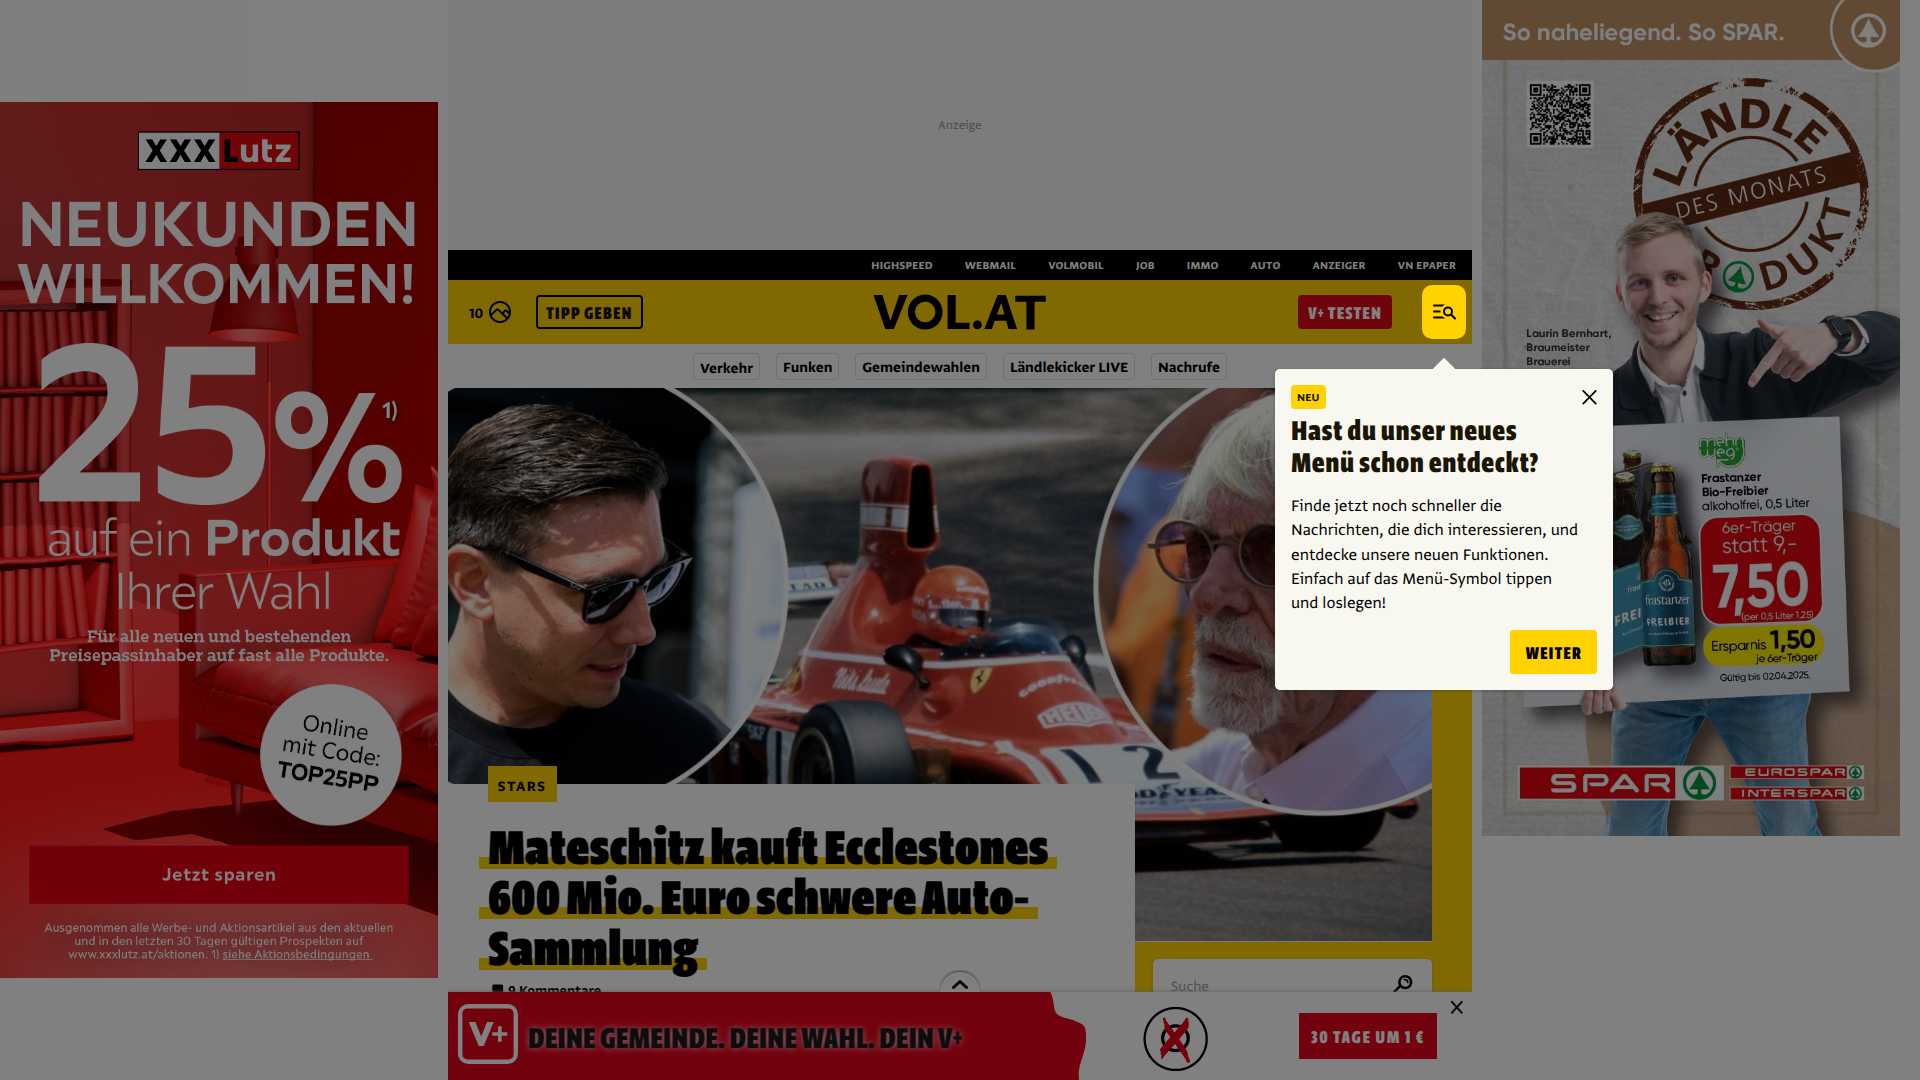 XXXLutz
NEUKUNDEN
WILLKOMMEN!
25%1)
auf ein Produkt
Ihrer Wahl
Für alle neuen und bestehenden
Preisepassinhaber auf fast alle Produkte.
Online
mit Code:
TOP25PP
Jetzt sparen
Ausgenommen alle Werbe- und Aktionsartikel aus den aktuellen
und in den letzten 30 Tagen gültigen Prospekten auf
www.xxxlutz.at/aktionen. 1) siehe Aktionsbedingungen
Anzeige
HIGHSPEED WEBMAIL VOLMOBIL JOB IMMO AUTO ANZEIGER VN EPAPER
10 TIPP GEBEN VOL.AT V+ TESTEN
Verkehr Funken Gemeindewahlen Ländlekicker LIVE Nachrufe
NEU
Hast du unser neues
Menü schon entdeckt?
Finde jetzt noch schneller die
Nachrichten, die dich interessieren, und
entdecke unsere neuen Funktionen.
Einfach auf das Menü-Symbol tippen
und loslegen!
WEITER
Niki Lauda
GOODYEAR
12
STARS
Mateschitz kauft Ecclestones
600 Mio. Euro schwere Auto-
Sammlung
9 Kommentare
Suche
V+ DEINE GEMEINDE. DEINE WAHL. DEIN V+
30 TAGE UM 1 €
So naheliegend. So SPAR.
LÄNDLE
DES MONATS
PRODUKT
Laurin Bernhart,
Braumeister
Brauerei
mehr
weg
Frastanzer
Bio-Freibier
alkoholfrei, 0,5 Liter
6er-Träger
statt 9,-
7,50
(per 0,5 Liter 1,25)
Ersparnis 1,50
je 6er-Träger
Gültig bis 02.04.2025.
frastanzer
FREIBIER
SPAR
EUROSPAR
INTERSPAR